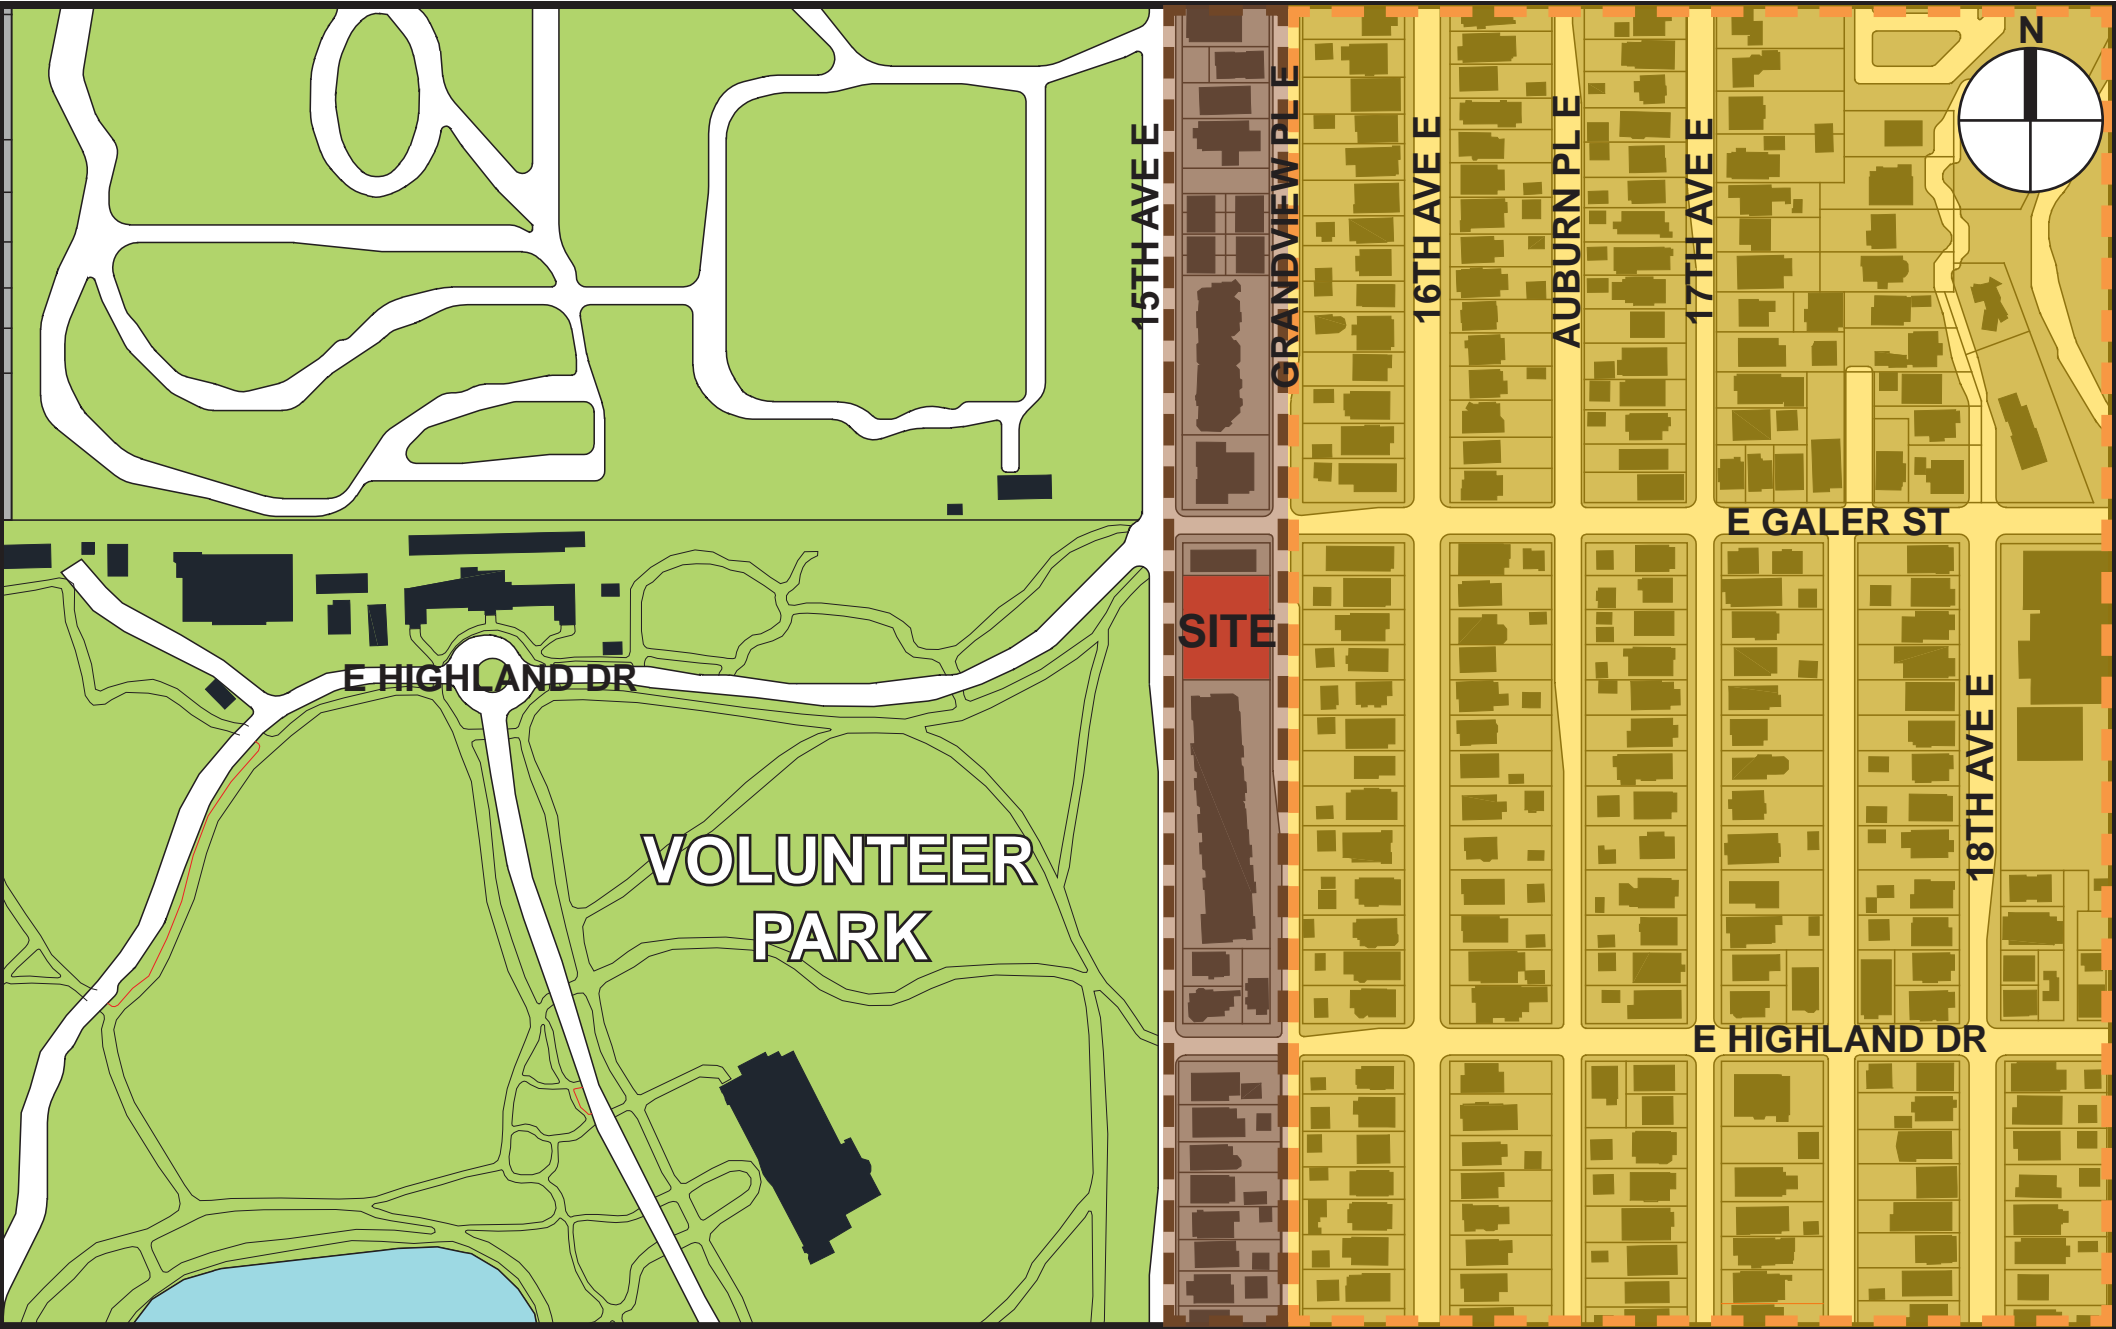 N
15TH AVE E
GRANDVIEW PL E
16TH AVE E
AUBURN PL E
17TH AVE E
E GALER ST
SITE
E HIGHLAND DR
18TH AVE E
VOLUNTEER
PARK
E HIGHLAND DR